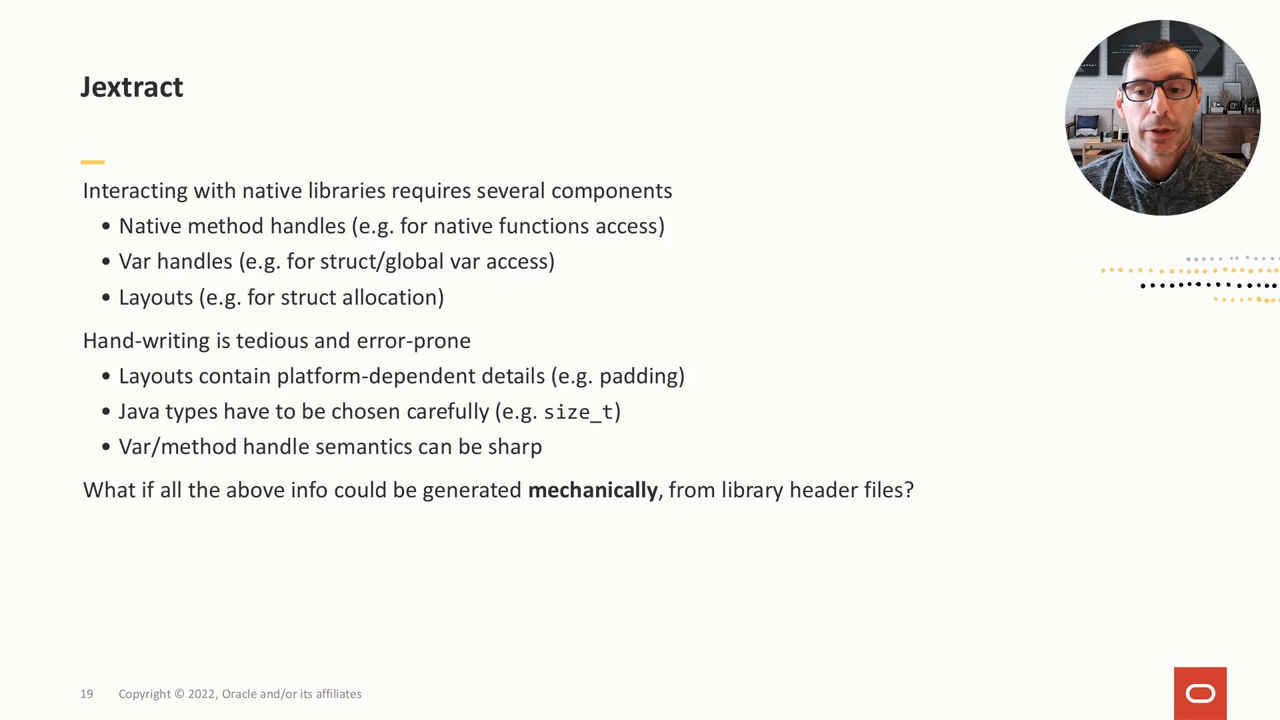 Jextract
Interacting with native libraries requires several components
• Native method handles (e.g. for native functions access)
• Var handles (e.g. for struct/global var access)
• Layouts (e.g. for struct allocation)
Hand-writing is tedious and error-prone
• Layouts contain platform-dependent details (e.g. padding)
• Java types have to be chosen carefully (e.g. size_t)
• Var/method handle semantics can be sharp
What if all the above info could be generated mechanically, from library header files?
19 Copyright © 2022, Oracle and/or its affiliates